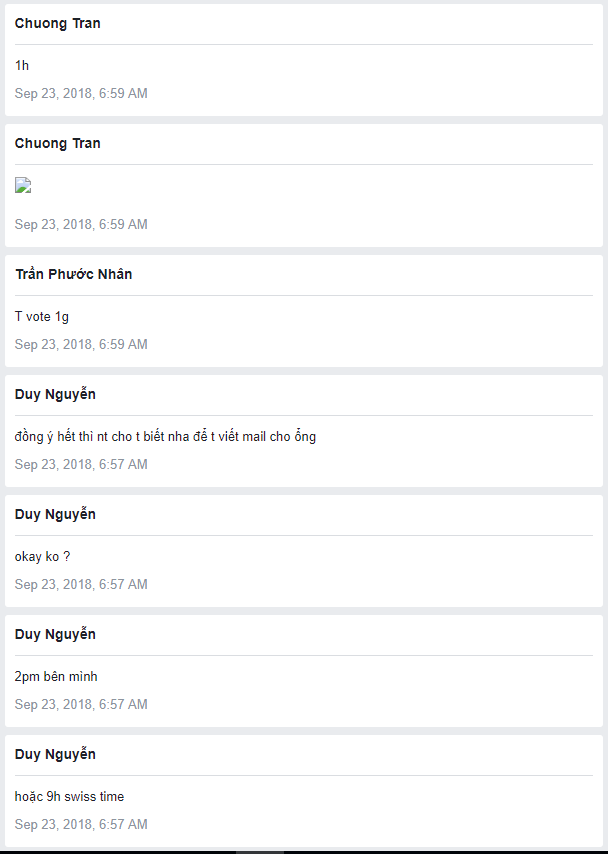 Chuong Tran
1h
Sep 23, 2018, 6:59 AM
Chuong Tran
Sep 23, 2018, 6:59 AM
Trần Phước Nhân
T vote 1g
Sep 23, 2018, 6:59 AM
Duy Nguyễn
đồng ý hết thì nt cho t biết nha để t viết mail cho ổng
Sep 23, 2018, 6:57 AM
Duy Nguyễn
okay ko ?
Sep 23, 2018, 6:57 AM
Duy Nguyễn
2pm bên mình
Sep 23, 2018, 6:57 AM
Duy Nguyễn
hoặc 9h swiss time
Sep 23, 2018, 6:57 AM